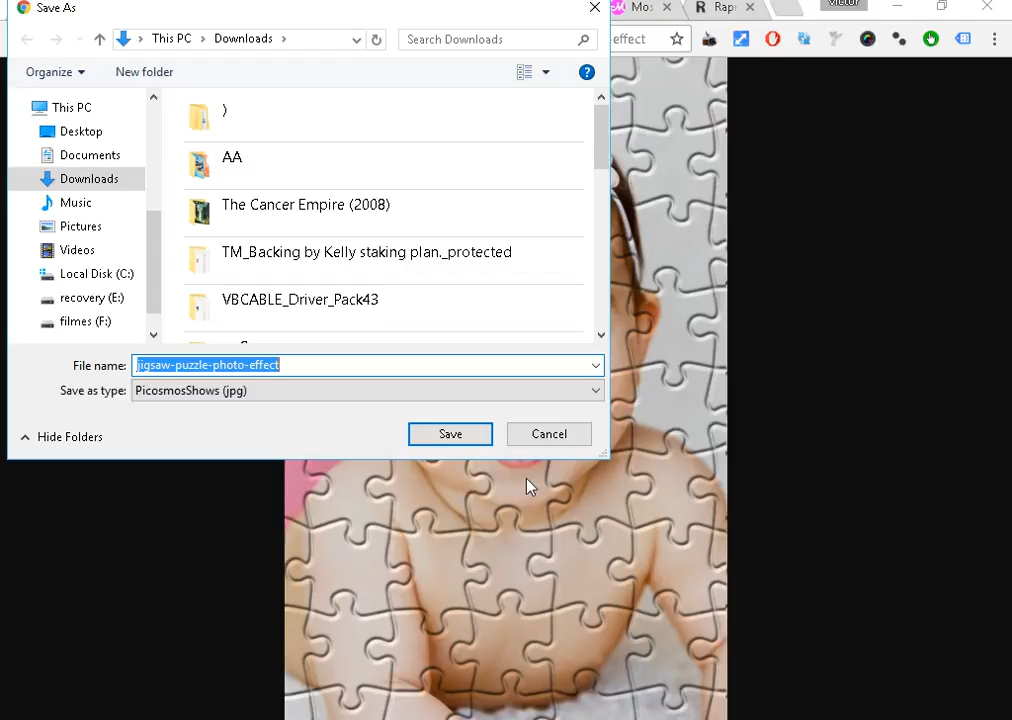 Save As
Mos
Rapi
victor
This PC
Downloads
Search Downloads
effect
Organize
New folder
This PC
Desktop
Documents
Downloads
Music
Pictures
Videos
Local Disk (C:)
recovery (E:)
filmes (F:)
)
AA
The Cancer Empire (2008)
TM_Backing by Kelly staking plan._protected
VBCABLE_Driver_Pack43
File name:
jigsaw-puzzle-photo-effect
Save as type:
PicosmosShows (jpg)
Hide Folders
Save
Cancel